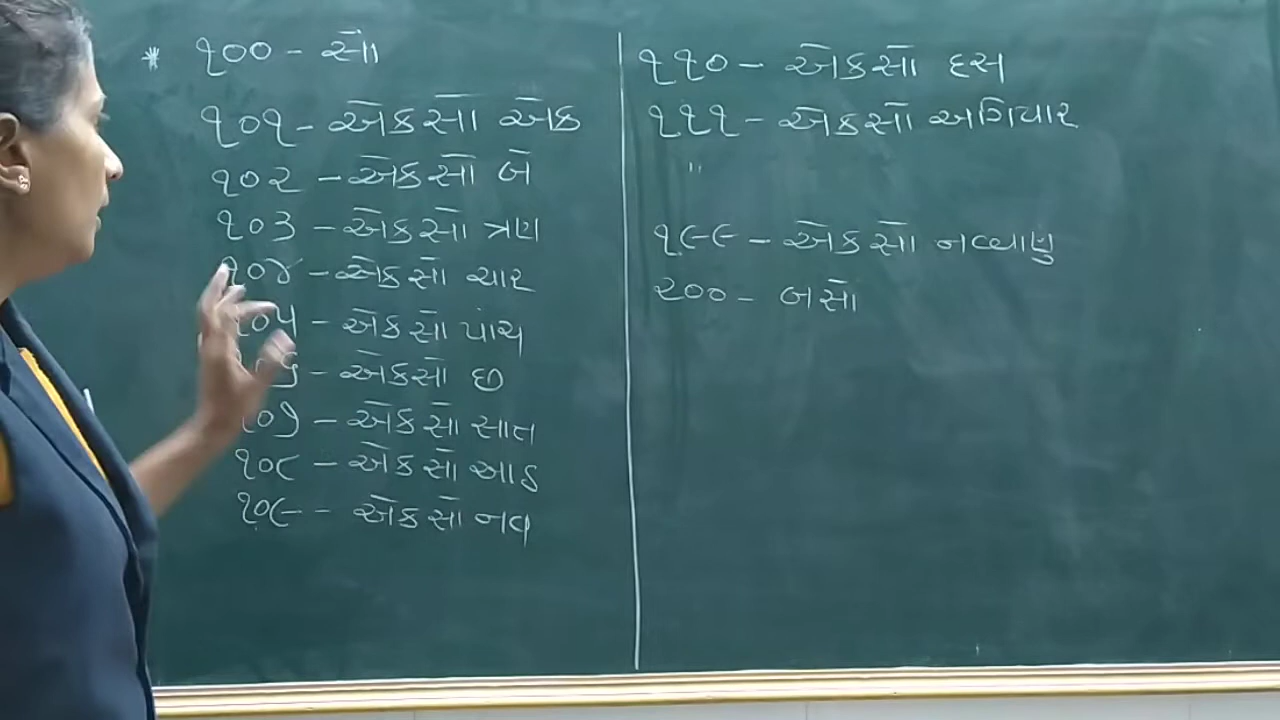 * ૧૦૦ - સો
૧૦૧ - એકસો એક
૧૦૨ - એકસો બે
૧૦૩ - એકસો ત્રણ
૧૦૪ - એકસો ચાર
૧૦૫ - એકસો પાંચ
૧૦૬ - એકસો છ
૧૦૭ - એકસો સાત
૧૦૮ - એકસો આઠ
૧૦૯ - એકસો નવ
૧૧૦ - એકસો દસ
૧૧૧ - એકસો અગિયાર
"
૧૯૯ - એકસો નવ્વાણુ
૨૦૦ - બસો